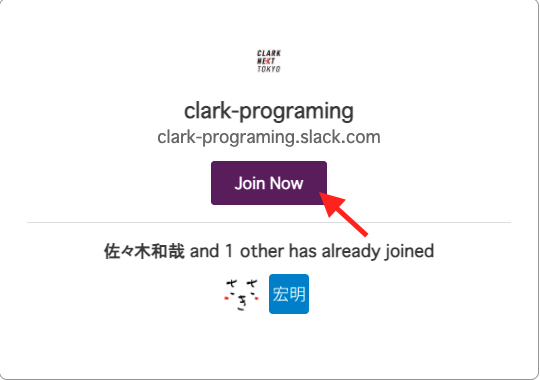 CLARK
NEXT
TOKYO
clark-programing
clark-programing.slack.com
Join Now
佐々木和哉 and 1 other has already joined
ささき
宏明